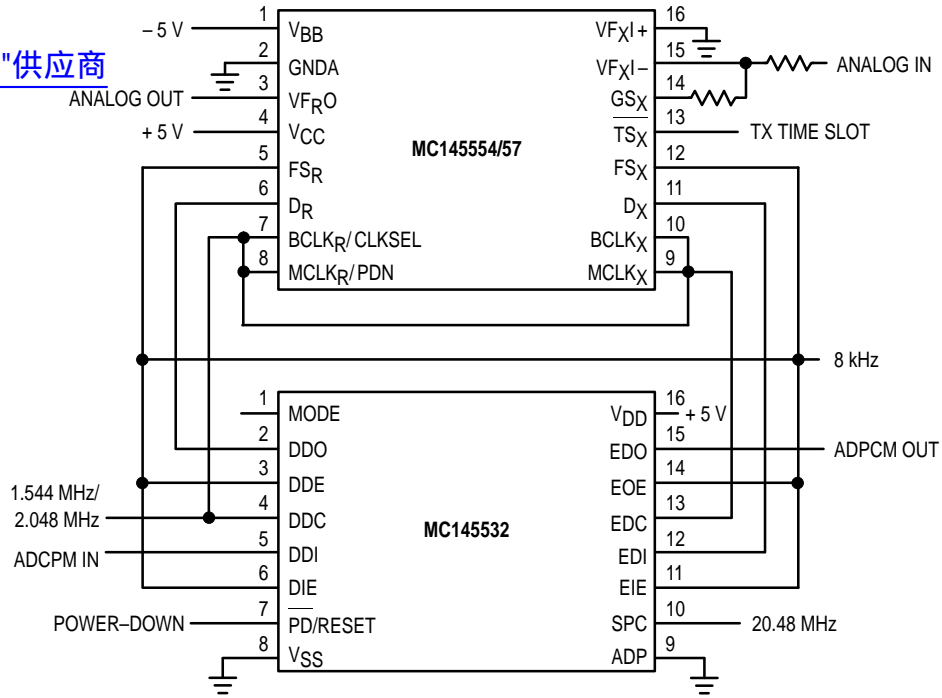 "供应商
– 5 V
ANALOG OUT
+ 5 V
1
2
3
4
5
6
7
8
VBB
GNDA
VFRO
VCC
FSR
DR
BCLKR/ CLKSEL
MCLKR/ PDN
MC145554/57
VFXI+
VFXI–
GSX
TSX
FSX
DX
BCLKX
MCLKX
16
15
14
13
12
11
10
9
ANALOG IN
TX TIME SLOT
8 kHz
1.544 MHz/
2.048 MHz
ADCPM IN
POWER–DOWN
1
2
3
4
5
6
7
8
MODE
DDO
DDE
DDC
DDI
DIE
PD/RESET
VSS
MC145532
VDD
EDO
EOE
EDC
EDI
EIE
SPC
ADP
16
15
14
13
12
11
10
9
+ 5 V
ADPCM OUT
20.48 MHz